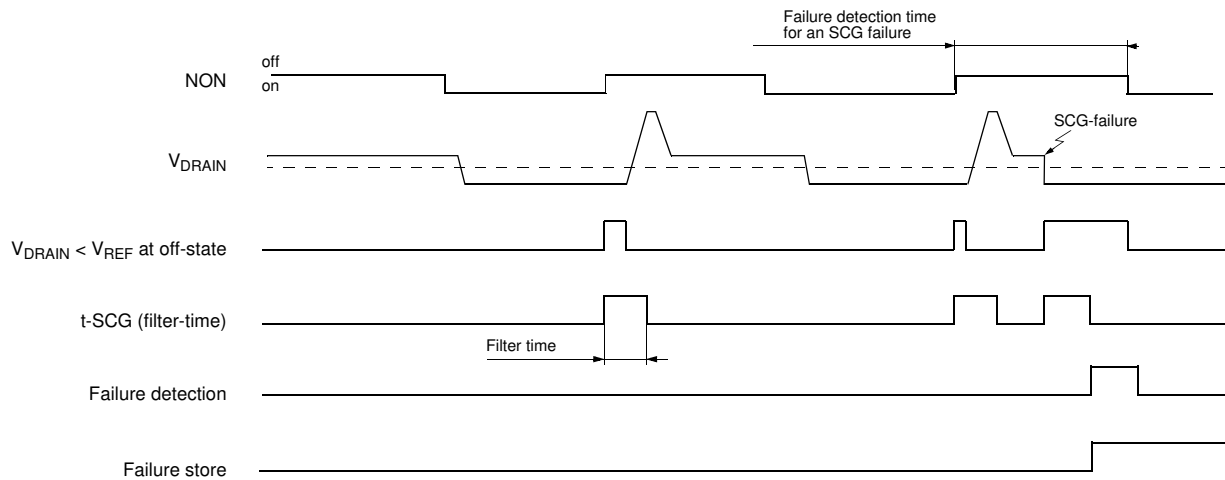 Failure detection time
for an SCG failure
off
NON
on
SCG-failure
VDRAIN
VDRAIN < VREF at off-state
t-SCG (filter-time)
Filter time
Failure detection
Failure store